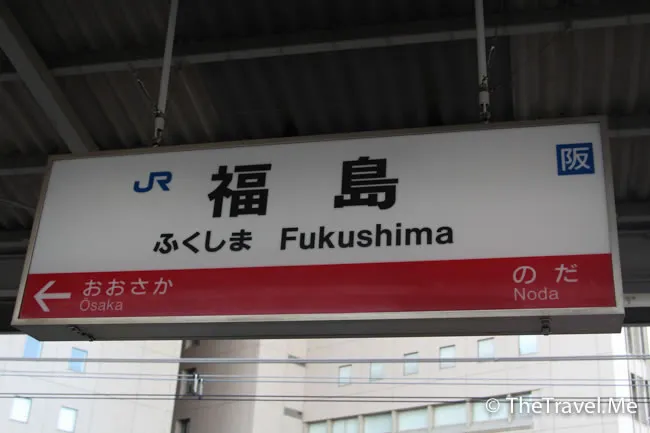 JR 福島 阪
ふくしま Fukushima
← おおさか のだ
Ōsaka Noda
© TheTravel.Me